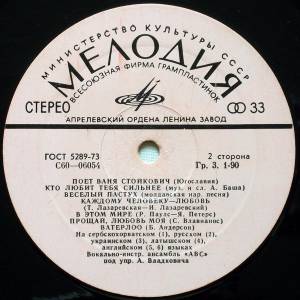 МИНИСТЕРСТВО КУЛЬТУРЫ СССР
МЕЛОДИЯ
ВСЕСОЮЗНАЯ ФИРМА ГРАМПЛАСТИНОК
СТЕРЕО
33
АПРЕЛЕВСКИЙ ОРДЕНА ЛЕНИНА ЗАВОД
ГОСТ 5289-73
2 сторона
С60—06054
Гр. 3. 1-90
ПОЕТ ВАНЯ СТОЙКОВИЧ (Югославия)
КТО ЛЮБИТ ТЕБЯ СИЛЬНЕЕ (муз. и сл. А. Баша)
ВЕСЕЛЫЙ ПАСТУХ (молдавская нар. песня)
КАЖДОМУ ЧЕЛОВЕКУ—ЛЮБОВЬ
(Т. Лазаревская—И. Лазаревский)
В ЭТОМ МИРЕ (Р. Паулс—Я. Петерс)
ПРОЩАЙ, ЛЮБОВЬ МОЯ (С. Влавианос)
ВАТЕРЛОО (Б. Андерсон)
На сербскохорватском (1), русском (2),
украинском (3), латышском (4),
английском (5, 6) языках
Вокально-инстр. ансамбль «АВС»
под упр. А. Владковича